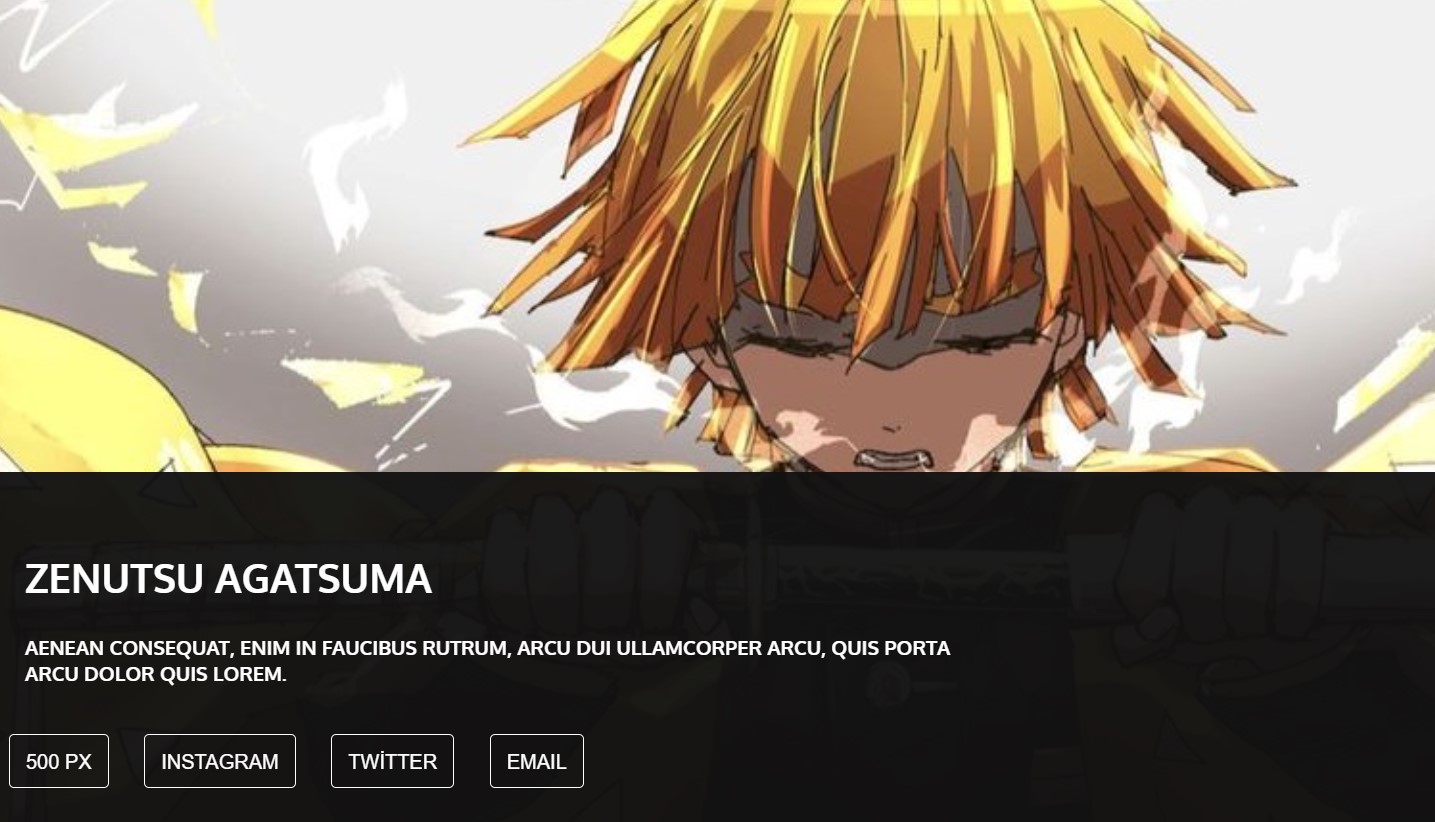 ZENUTSU AGATSUMA
AENEAN CONSEQUAT, ENIM IN FAUCIBUS RUTRUM, ARCU DUI ULLAMCORPER ARCU, QUIS PORTA
ARCU DOLOR QUIS LOREM.
500 PX
INSTAGRAM
TWİTTER
EMAIL